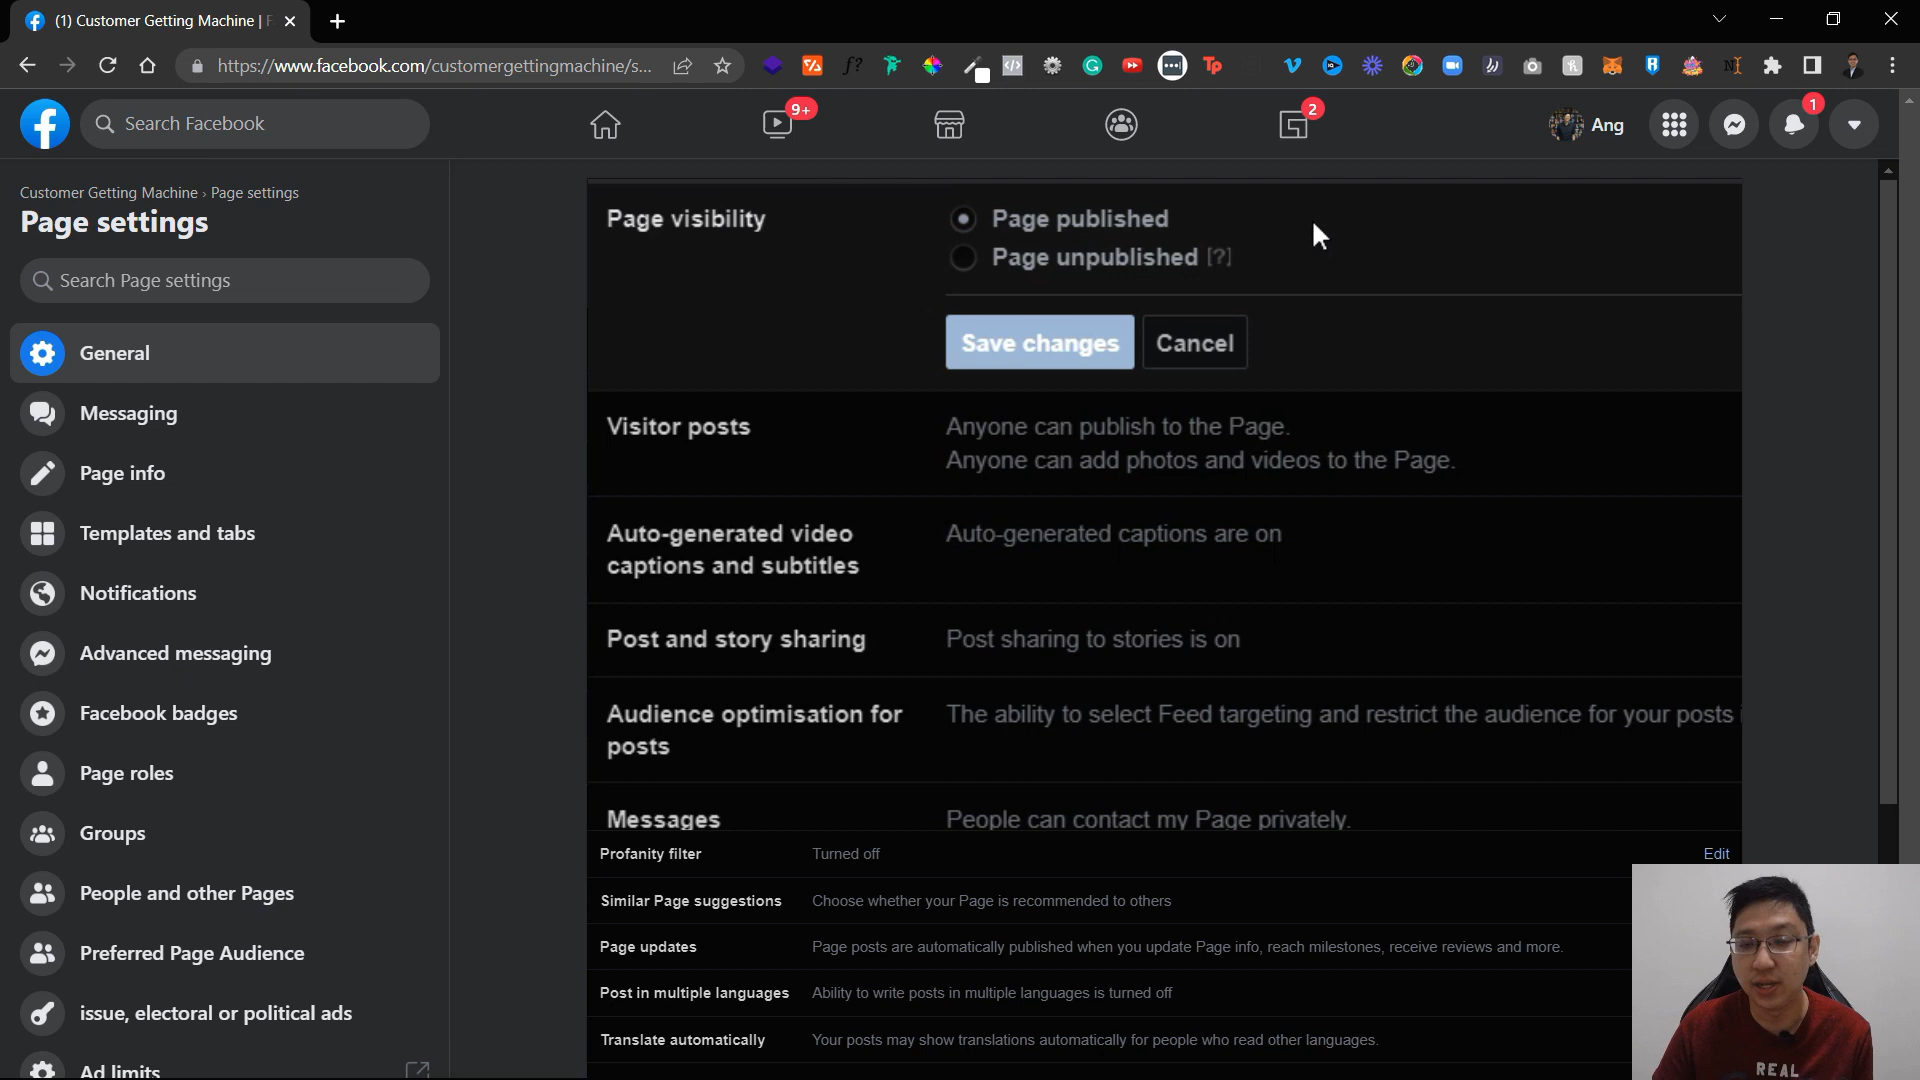 (1) Customer Getting Machine | F
https://www.facebook.com/customergettingmachine/s...
Search Facebook
9+
2
Ang
1
Customer Getting Machine › Page settings
Page settings
Search Page settings
General
Messaging
Page info
Templates and tabs
Notifications
Advanced messaging
Facebook badges
Page roles
Groups
People and other Pages
Preferred Page Audience
issue, electoral or political ads
Ad limits
Page visibility
Page published
Page unpublished [?]
Save changes
Cancel
Visitor posts
Anyone can publish to the Page.
Anyone can add photos and videos to the Page.
Auto-generated video
captions and subtitles
Auto-generated captions are on
Post and story sharing
Post sharing to stories is on
Audience optimisation for
posts
The ability to select Feed targeting and restrict the audience for your posts
Messages
People can contact my Page privately.
Profanity filter
Turned off
Edit
Similar Page suggestions
Choose whether your Page is recommended to others
Page updates
Page posts are automatically published when you update Page info, reach milestones, receive reviews and more.
Post in multiple languages
Ability to write posts in multiple languages is turned off
Translate automatically
Your posts may show translations automatically for people who read other languages.
REAL